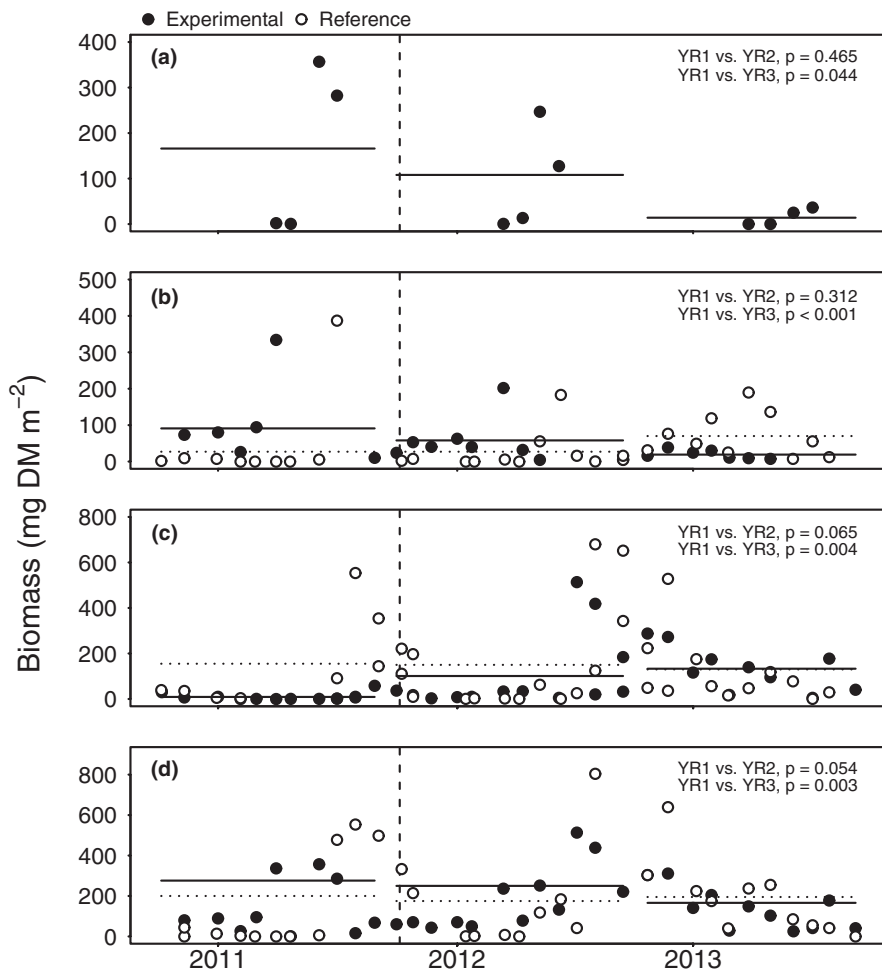 Experimental Reference
Biomass (mg DM m⁻²)
(a)
YR1 vs. YR2, p = 0.465
YR1 vs. YR3, p = 0.044
400
300
200
100
0
(b)
YR1 vs. YR2, p = 0.312
YR1 vs. YR3, p < 0.001
500
400
300
200
100
0
(c)
YR1 vs. YR2, p = 0.065
YR1 vs. YR3, p = 0.004
800
600
400
200
0
(d)
YR1 vs. YR2, p = 0.054
YR1 vs. YR3, p = 0.003
800
600
400
200
0
2011 2012 2013